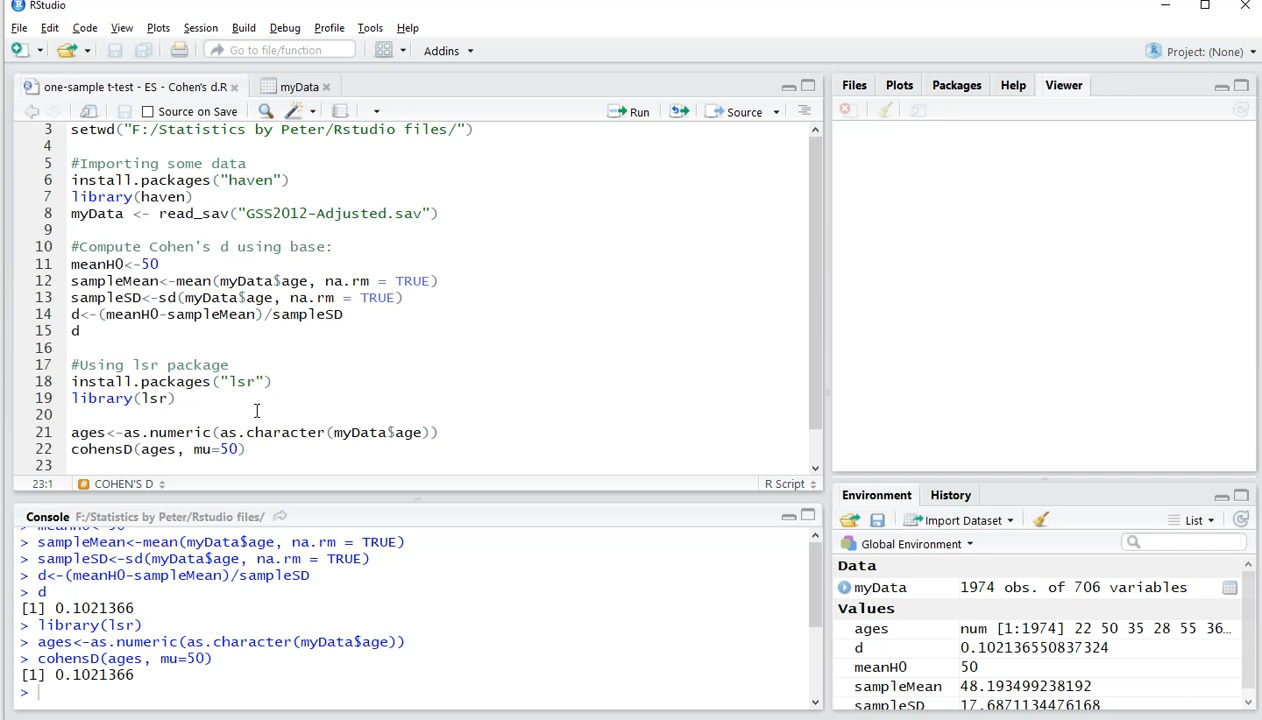 RStudio
File Edit Code View Plots Session Build Debug Profile Tools Help
Go to file/function Addins Project: (None)
one-sample t-test - ES - Cohen's d.R myData
Source on Save Run Source
3 setwd("F:/Statistics by Peter/Rstudio files/")
4
5 #Importing some data
6 install.packages("haven")
7 library(haven)
8 myData <- read_sav("GSS2012-Adjusted.sav")
9
10 #Compute Cohen's d using base:
11 meanH0<-50
12 sampleMean<-mean(myData$age, na.rm = TRUE)
13 sampleSD<-sd(myData$age, na.rm = TRUE)
14 d<-(meanH0-sampleMean)/sampleSD
15 d
16
17 #Using lsr package
18 install.packages("lsr")
19 library(lsr)
20
21 ages<-as.numeric(as.character(myData$age))
22 cohensD(ages, mu=50)
23
23:1 COHEN'S D R Script
Console F:/Statistics by Peter/Rstudio files/
> sampleMean<-mean(myData$age, na.rm = TRUE)
> sampleSD<-sd(myData$age, na.rm = TRUE)
> d<-(meanH0-sampleMean)/sampleSD
> d
[1] 0.1021366
> library(lsr)
> ages<-as.numeric(as.character(myData$age))
> cohensD(ages, mu=50)
[1] 0.1021366
>
Files Plots Packages Help Viewer
Environment History
Import Dataset List
Global Environment
Data
myData 1974 obs. of 706 variables
Values
ages num [1:1974] 22 50 35 28 55 36...
d 0.102136550837324
meanH0 50
sampleMean 48.193499238192
sampleSD 17.6871134476168